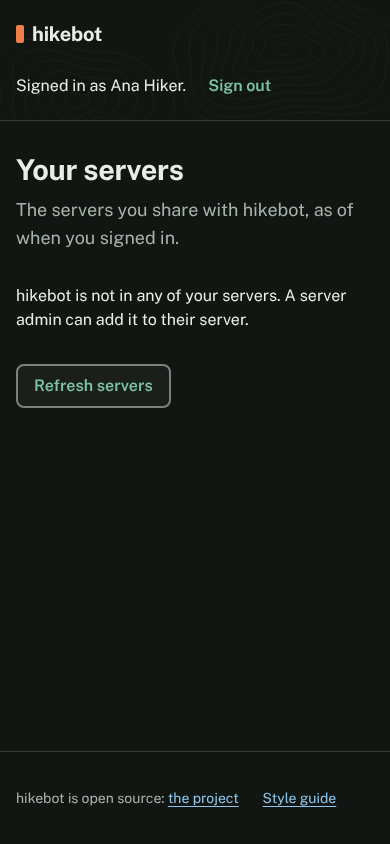 hikebot
Signed in as Ana Hiker. Sign out
Your servers
The servers you share with hikebot, as of
when you signed in.
hikebot is not in any of your servers. A server
admin can add it to their server.
Refresh servers
hikebot is open source: the project Style guide